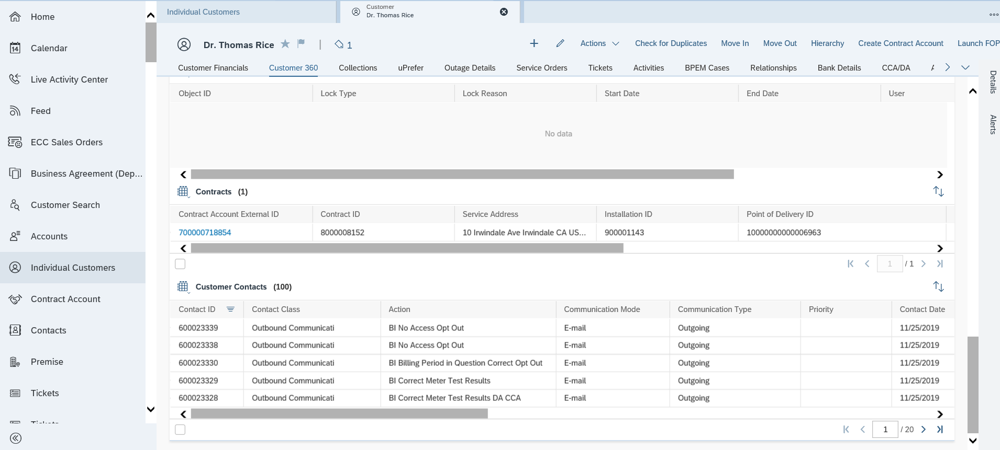 Home
Calendar
14
Live Activity Center
Feed
ECC Sales Orders
Business Agreement (Dep...
Customer Search
Accounts
Individual Customers
Contract Account
Contacts
Premise
Tickets
Individual Customers
Customer
Dr. Thomas Rice
Dr. Thomas Rice | 1
Actions Check for Duplicates Move In Move Out Hierarchy Create Contract Account Launch FOP
Customer Financials Customer 360 Collections uPrefer Outage Details Service Orders Tickets Activities BPEM Cases Relationships Bank Details CCA/DA
Details
Alerts
Object ID Lock Type Lock Reason Start Date End Date User
No data
Contracts (1)
Contract Account External ID Contract ID Service Address Installation ID Point of Delivery ID
700000718854 8000008152 10 Irwindale Ave Irwindale CA US... 900001143 10000000000006963
1 / 1
Customer Contacts (100)
Contact ID Contact Class Action Communication Mode Communication Type Priority Contact Date
600023339 Outbound Communicati BI No Access Opt Out E-mail Outgoing 11/25/2019
600023338 Outbound Communicati BI No Access Opt Out E-mail Outgoing 11/25/2019
600023330 Outbound Communicati BI Billing Period in Question Correct Opt Out E-mail Outgoing 11/25/2019
600023329 Outbound Communicati BI Correct Meter Test Results E-mail Outgoing 11/25/2019
600023328 Outbound Communicati BI Correct Meter Test Results DA CCA E-mail Outgoing 11/25/2019
1 / 20